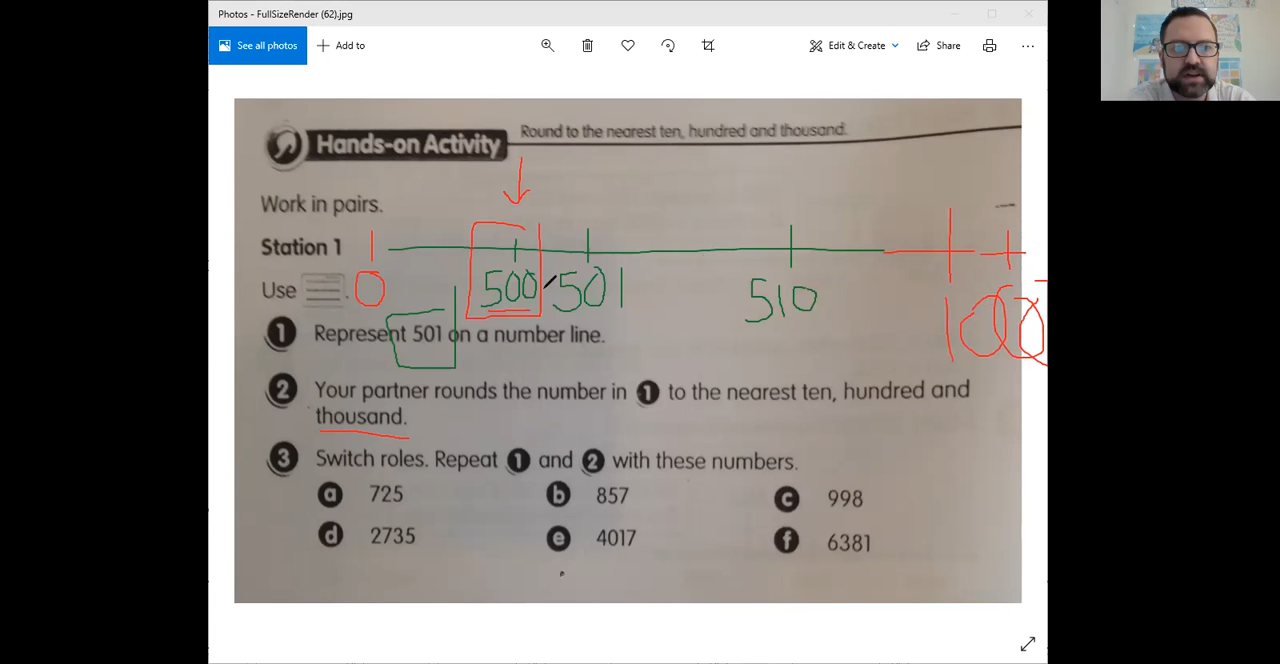 Photos - FullSizeRender (62).jpg
See all photos
Add to
Edit & Create
Share
Hands-on Activity
Round to the nearest ten, hundred and thousand.
Work in pairs.
Station 1
0
Use .
500
501
510
1 Represent 501 on a number line.
2 Your partner rounds the number in 1 to the nearest ten, hundred and
thousand.
3 Switch roles. Repeat 1 and 2 with these numbers.
a 725 b 857 c 998
d 2735 e 4017 f 6381